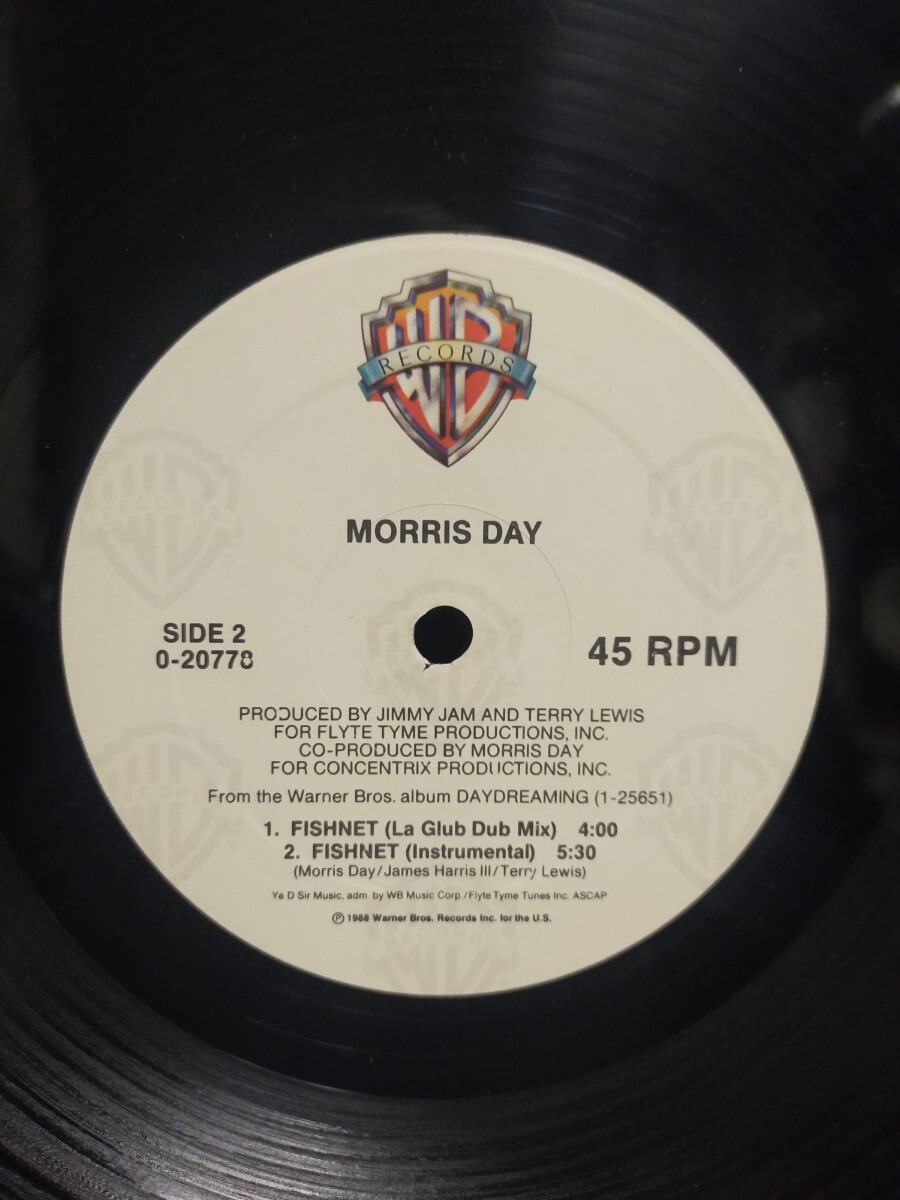 WB
RECORDS
MORRIS DAY
SIDE 2
0-20778
45 RPM
PRODUCED BY JIMMY JAM AND TERRY LEWIS
FOR FLYTE TYME PRODUCTIONS, INC.
CO-PRODUCED BY MORRIS DAY
FOR CONCENTRIX PRODUCTIONS, INC.
From the Warner Bros. album DAYDREAMING (1-25651)
1. FISHNET (La Glub Dub Mix) 4:00
2. FISHNET (Instrumental) 5:30
(Morris Day/James Harris III/Terry Lewis)
Ya D Sir Music, adm. by WB Music Corp./Flyte Tyme Tunes Inc. ASCAP
℗ 1988 Warner Bros. Records Inc. for the U.S.